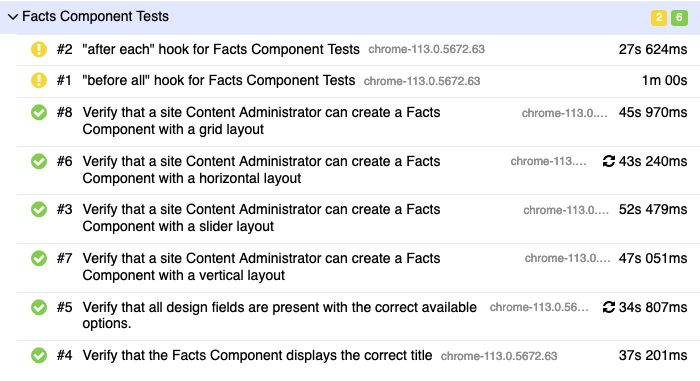 Facts Component Tests 2 6
#2 "after each" hook for Facts Component Tests chrome-113.0.5672.63 27s 624ms
#1 "before all" hook for Facts Component Tests chrome-113.0.5672.63 1m 00s
#8 Verify that a site Content Administrator can create a Facts chrome-113.0.... 45s 970ms
Component with a grid layout
#6 Verify that a site Content Administrator can create a Facts chrome-113.... 43s 240ms
Component with a horizontal layout
#3 Verify that a site Content Administrator can create a Facts chrome-113.0.... 52s 479ms
Component with a slider layout
#7 Verify that a site Content Administrator can create a Facts chrome-113.0.... 47s 051ms
Component with a vertical layout
#5 Verify that all design fields are present with the correct available chrome-113.0.56... 34s 807ms
options.
#4 Verify that the Facts Component displays the correct title chrome-113.0.5672.63 37s 201ms